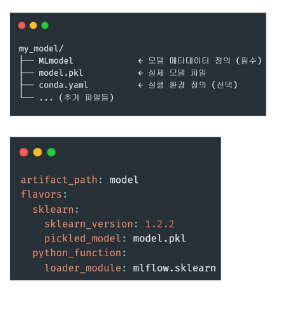 my_model/
├── MLmodel ← 모델 메타데이터 정의 (필수)
├── model.pkl ← 실제 모델 파일
├── conda.yaml ← 실행 환경 정의 (선택)
└── ... (추가 파일들)
artifact_path: model
flavors:
sklearn:
sklearn_version: 1.2.2
pickled_model: model.pkl
python_function:
loader_module: mlflow.sklearn